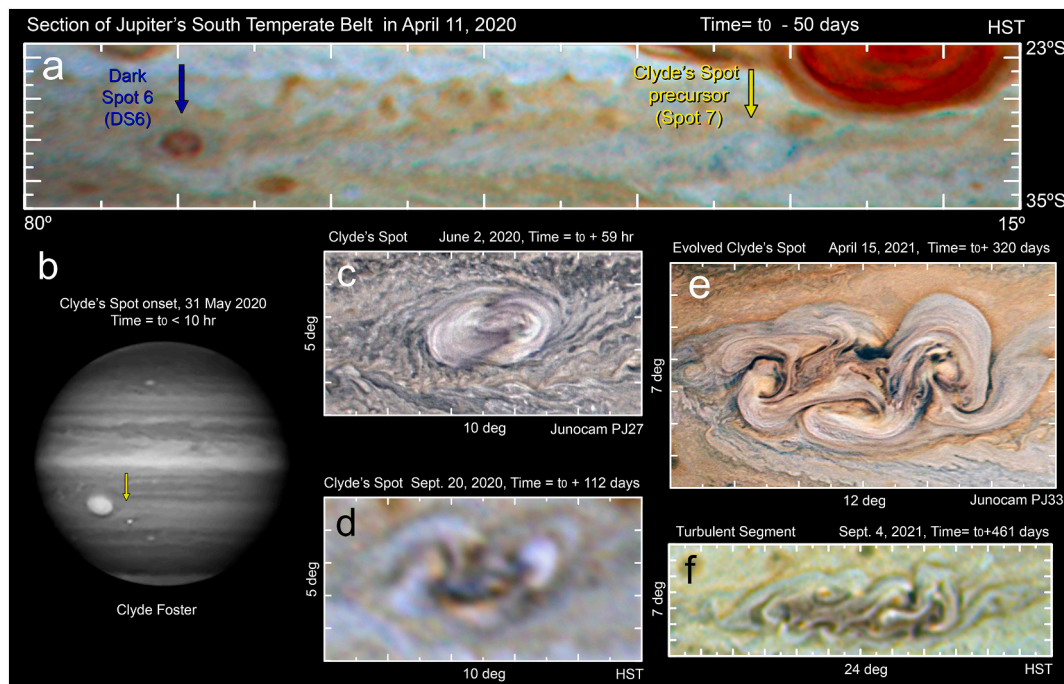 Section of Jupiter's South Temperate Belt in April 11, 2020 Time= t0 - 50 days HST
23ºS
a
Dark
Spot 6
(DS6)
Clyde's Spot
precursor
(Spot 7)
35ºS
80º
15º
b
Clyde's Spot onset, 31 May 2020
Time = t0 < 10 hr
Clyde Foster
Clyde's Spot June 2, 2020, Time = t0 + 59 hr
c
5 deg
10 deg
Junocam PJ27
Clyde's Spot Sept. 20, 2020, Time = t0 + 112 days
d
5 deg
10 deg
HST
Evolved Clyde's Spot April 15, 2021, Time= t0+ 320 days
e
7 deg
12 deg
Junocam PJ33
Turbulent Segment Sept. 4, 2021, Time= t0+461 days
f
7 deg
24 deg
HST